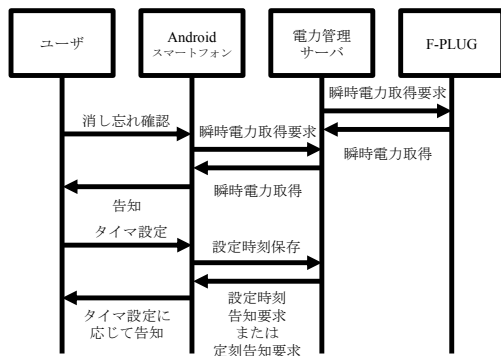 ユーザ
Android
スマートフォン
電力管理
サーバ
F-PLUG
瞬時電力取得要求
消し忘れ確認
瞬時電力取得要求
瞬時電力取得
瞬時電力取得
告知
タイマ設定
設定時刻保存
タイマ設定に
応じて告知
設定時刻
告知要求
または
定刻告知要求